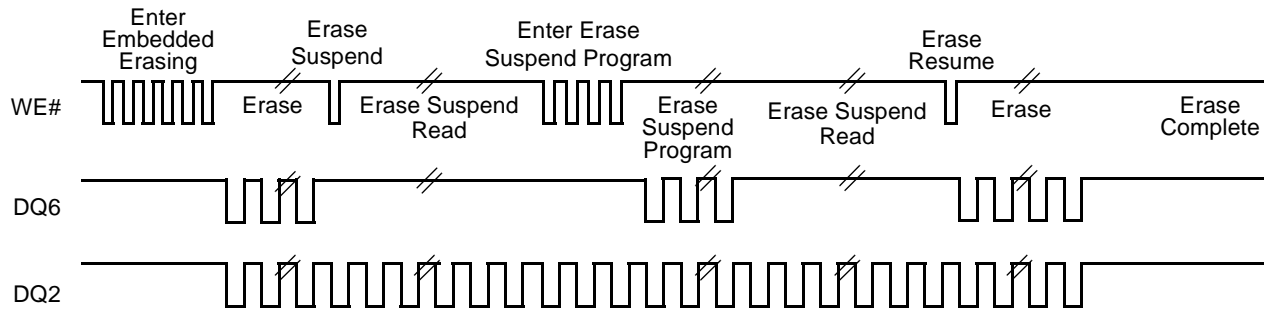 Enter
Embedded
Erasing
Erase
Suspend
Enter Erase
Suspend Program
Erase
Resume
WE#
Erase
Erase Suspend
Read
Erase
Suspend
Program
Erase Suspend
Read
Erase
Erase
Complete
DQ6
DQ2